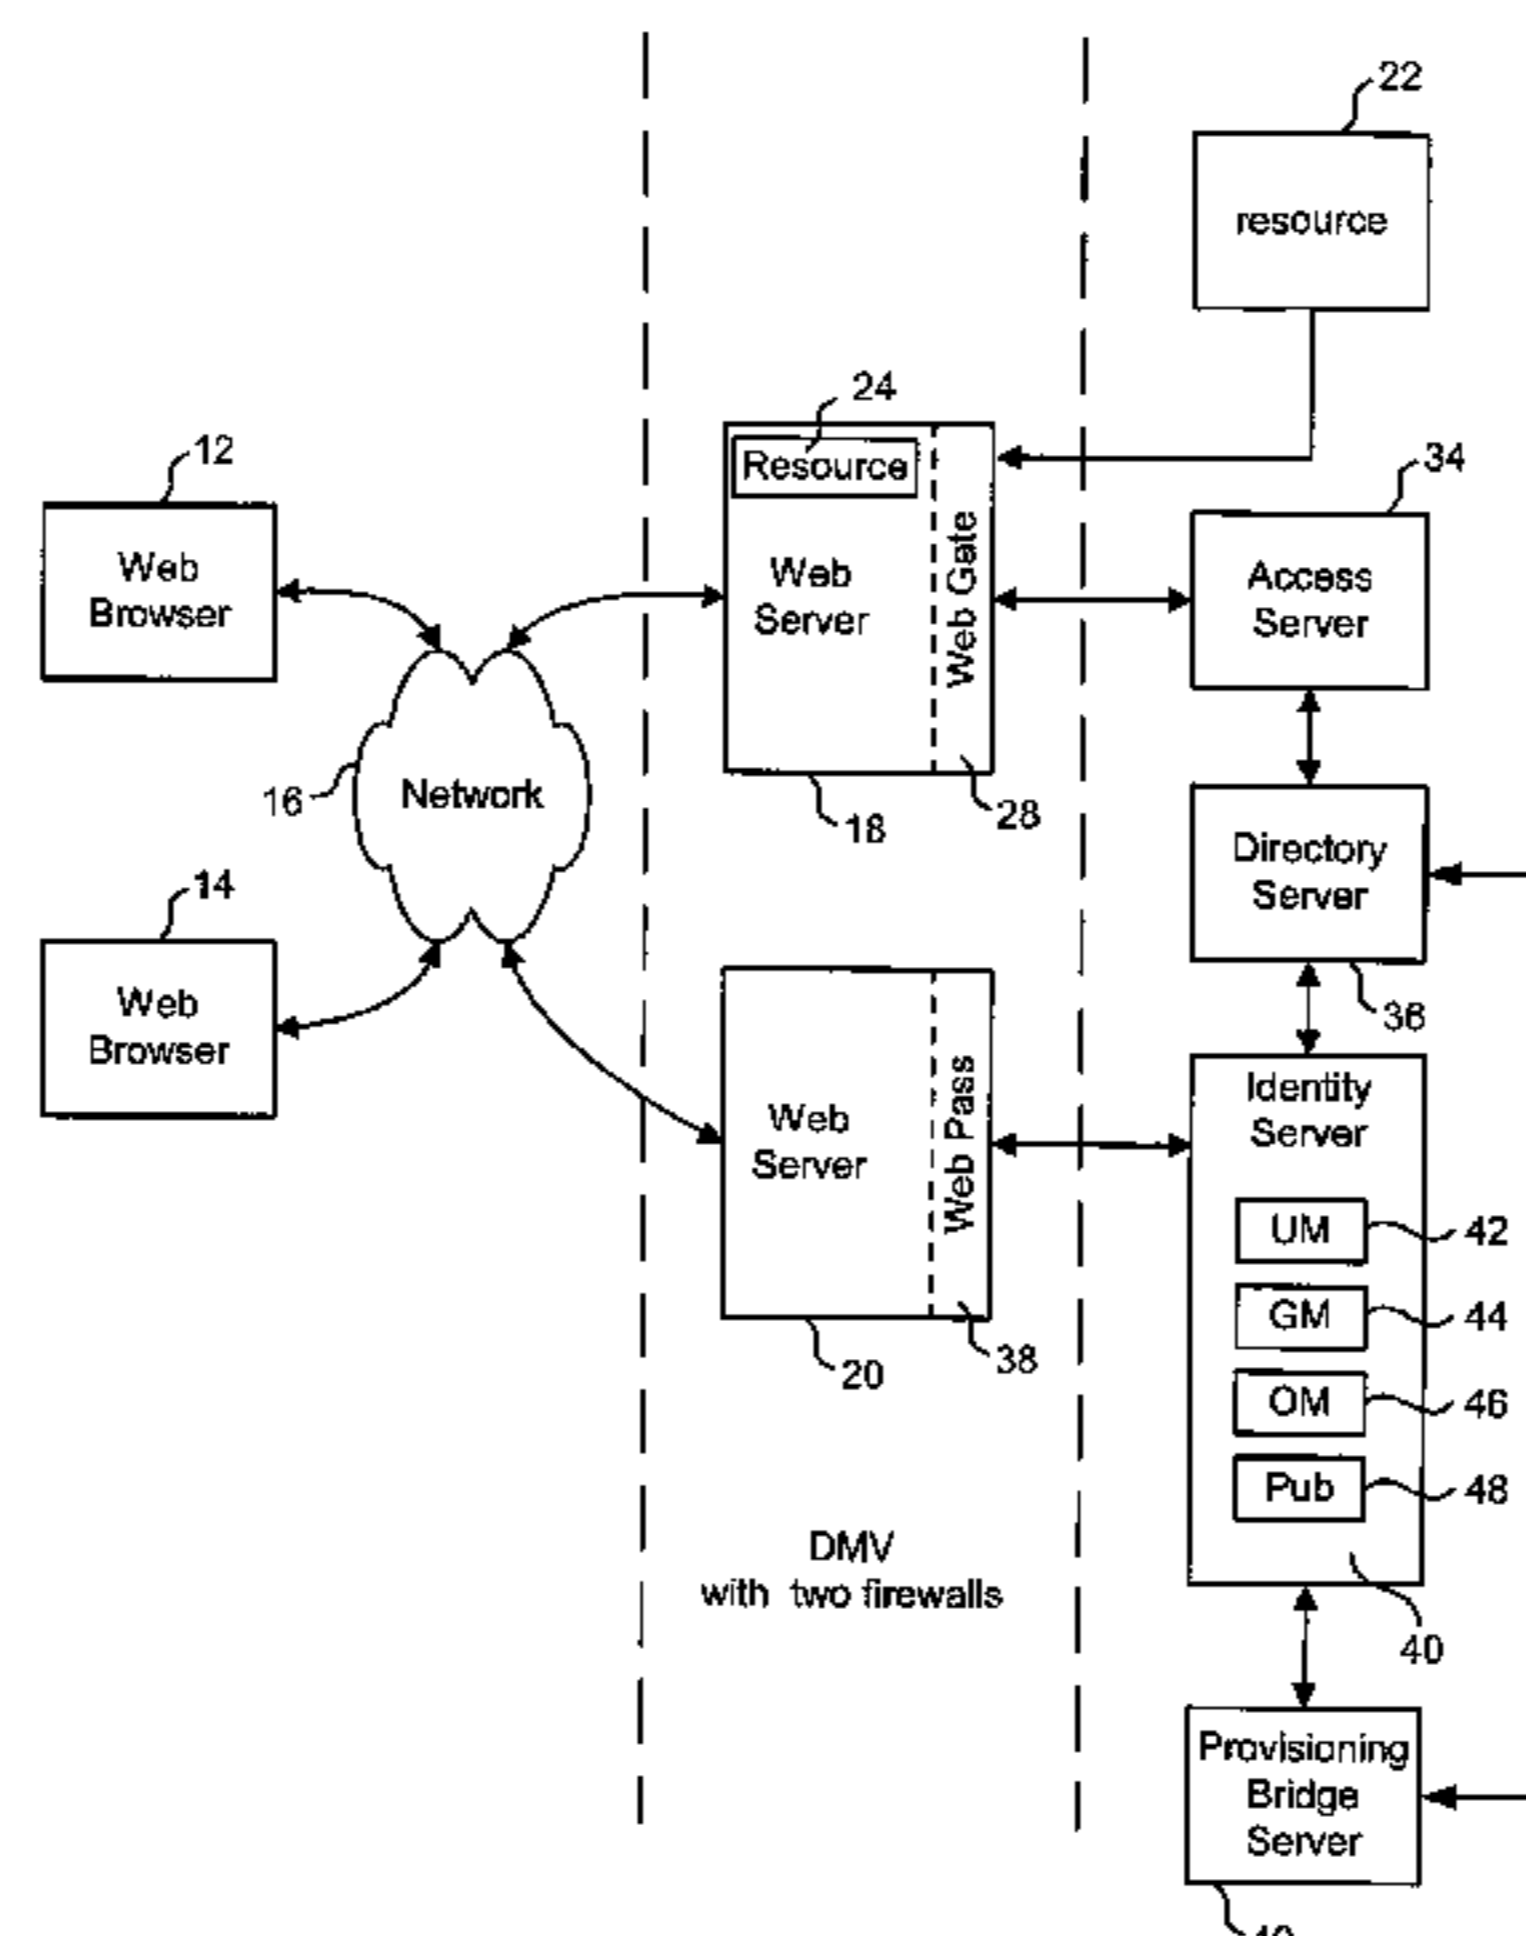 22
resource
24
Resource
12
34
Web
Browser
Web
Server
Web Gate
Access
Server
16
Network
18
28
Directory
Server
14
36
Web
Browser
Web
Server
Web Pass
Identity
Server
UM
42
GM
44
20
38
OM
46
Pub
48
DMV
with two firewalls
40
Provisioning
Bridge
Server